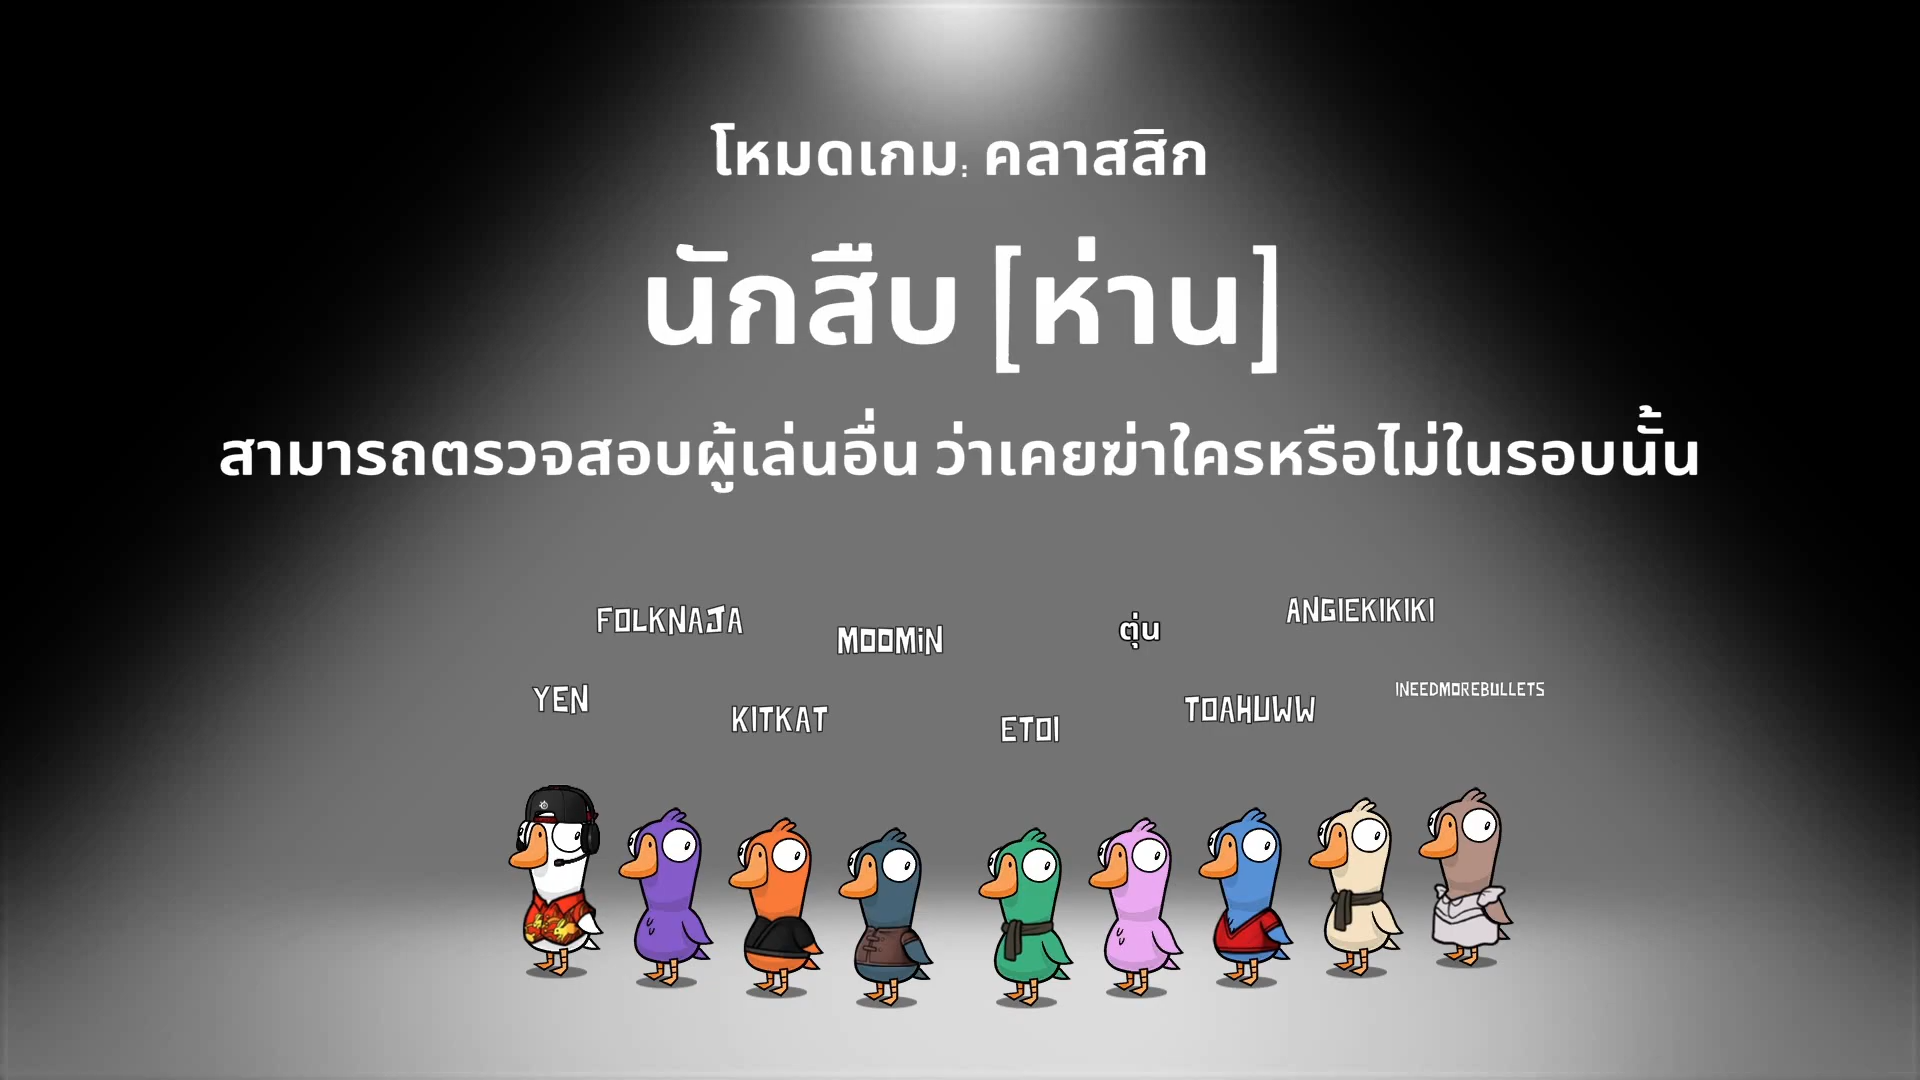 โหมดเกม: คลาสสิก
นักสืบ [ห่าน]
สามารถตรวจสอบผู้เล่นอื่น ว่าเคยฆ่าใครหรือไม่ในรอบนั้น
FOLKNAJA
MOOMiN
ตุ่น
ANGIEKIKIKI
YEN
KITKAT
ETOI
TOAHUWW
INEEDMOREBULLETS